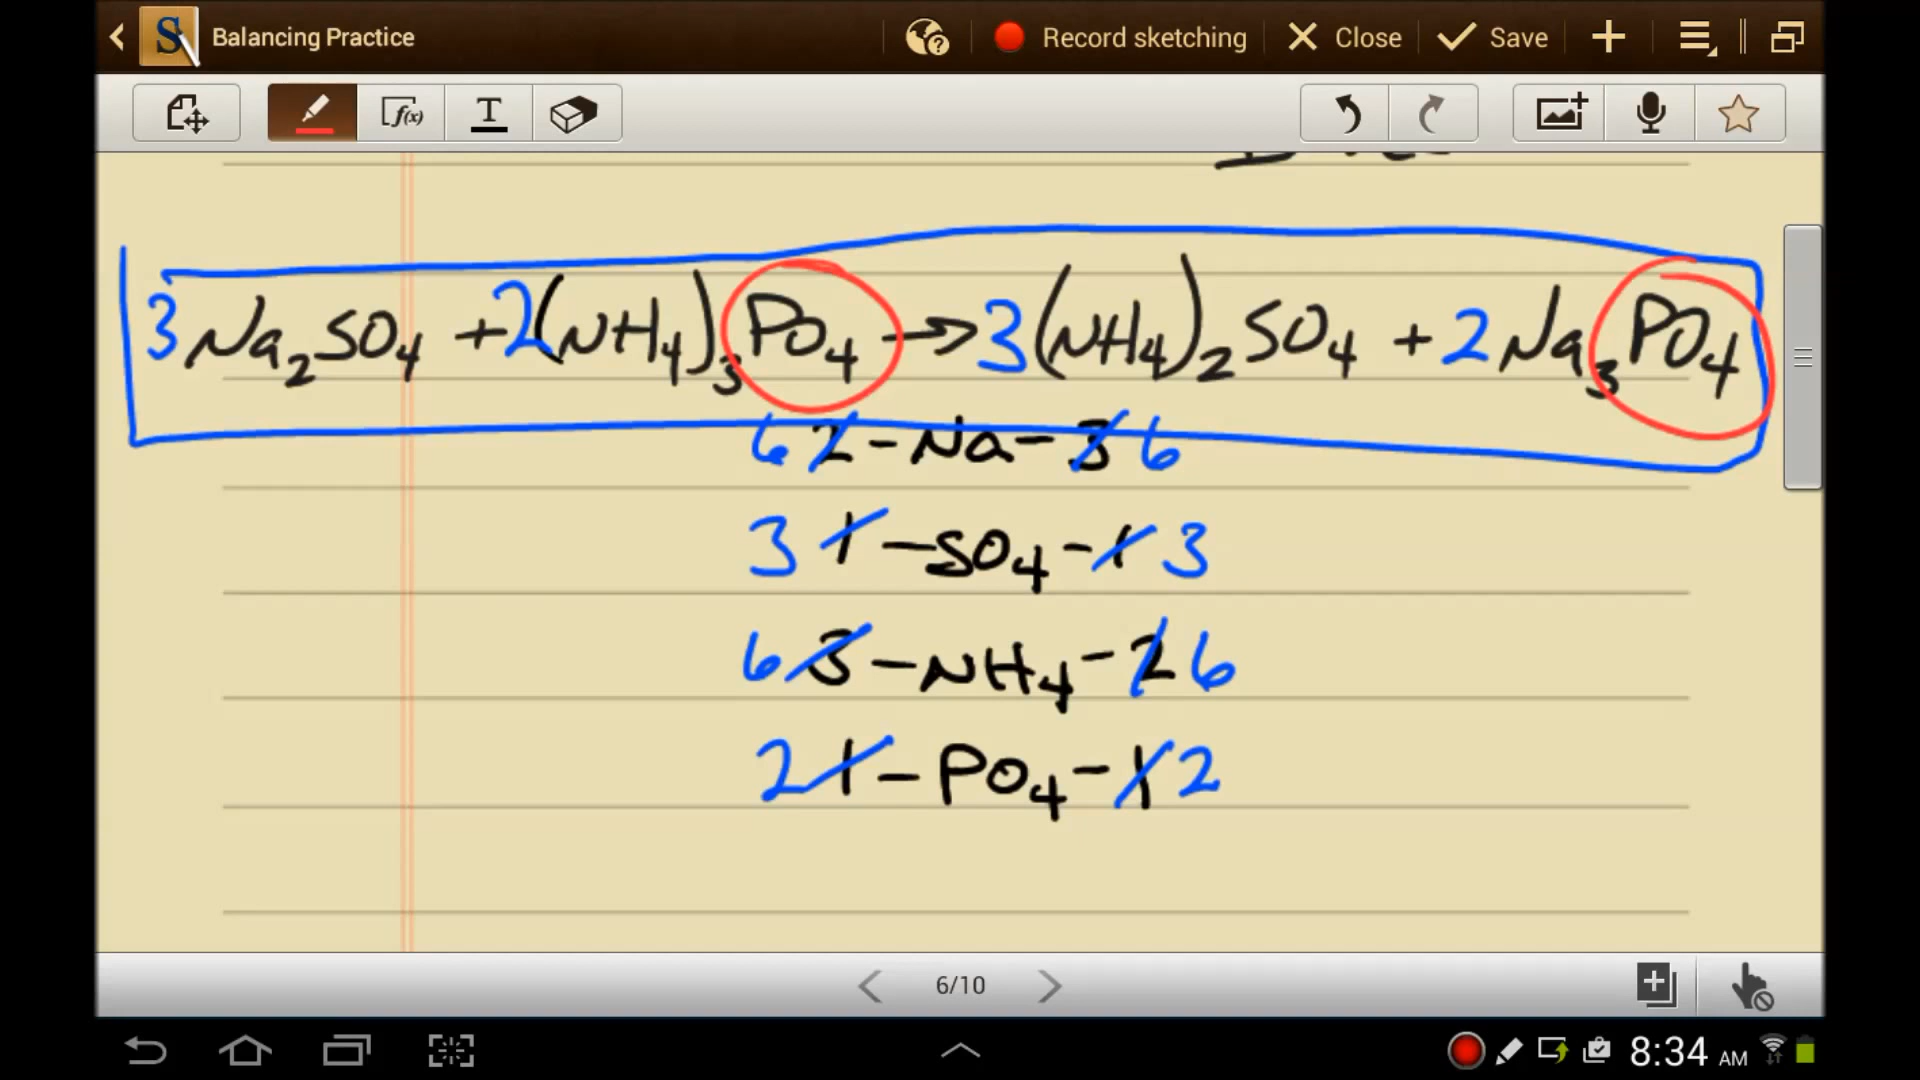 S Balancing Practice Record sketching Close Save
f(x) T
3Na₂SO₄ + 2(NH₄)₃PO₄ → 3(NH₄)₂SO₄ + 2Na₃PO₄
6 2 - Na - 3 6
3 1 - SO₄ - 1 3
6 3 - NH₄ - 2 6
2 1 - PO₄ - 1 2
6/10
8:34 AM